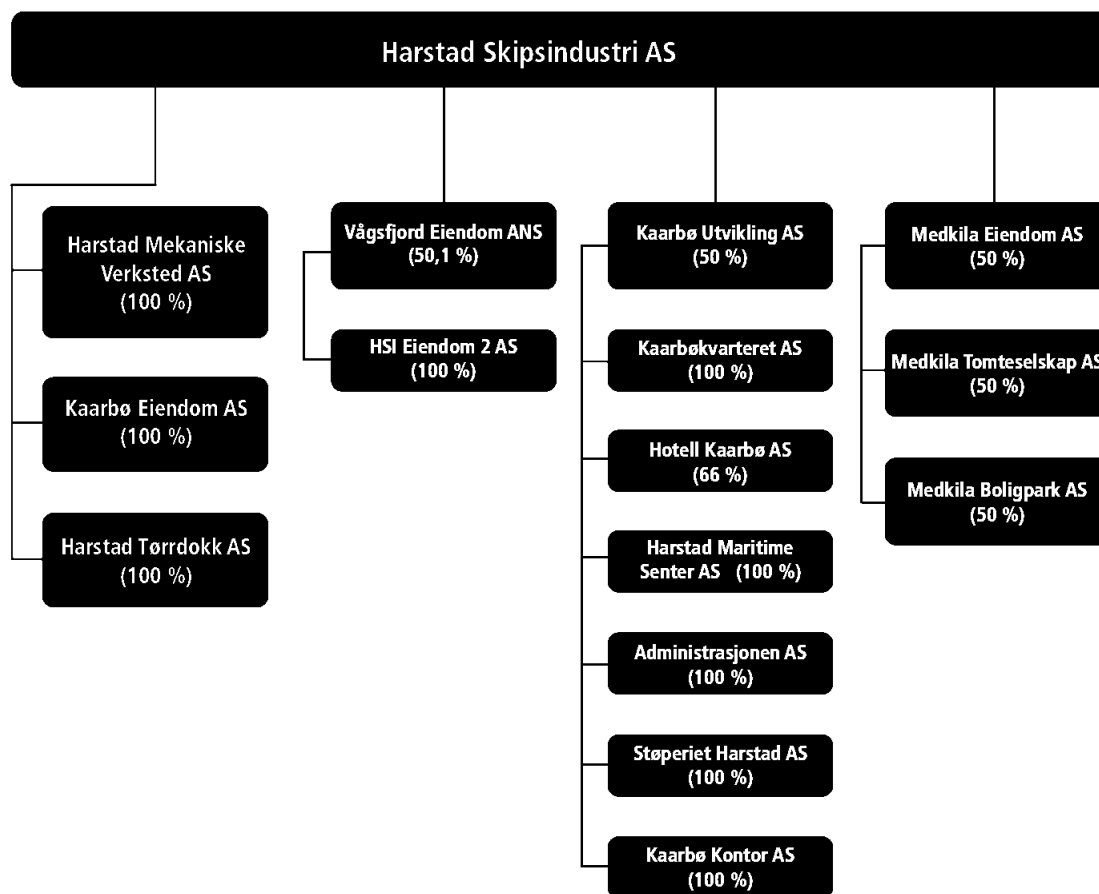 Harstad Skipsindustri AS
Harstad Mekaniske
Verksted AS
(100 %)
Kaarbø Eiendom AS
(100 %)
Harstad Tørrdokk AS
(100 %)
Vågsfjord Eiendom ANS
(50,1 %)
HSI Eiendom 2 AS
(100 %)
Kaarbø Utvikling AS
(50 %)
Kaarbøkvarteret AS
(100 %)
Hotell Kaarbø AS
(66 %)
Harstad Maritime
Senter AS (100 %)
Administrasjonen AS
(100 %)
Støperiet Harstad AS
(100 %)
Kaarbø Kontor AS
(100 %)
Medkila Eiendom AS
(50 %)
Medkila Tomteselskap AS
(50 %)
Medkila Boligpark AS
(50 %)